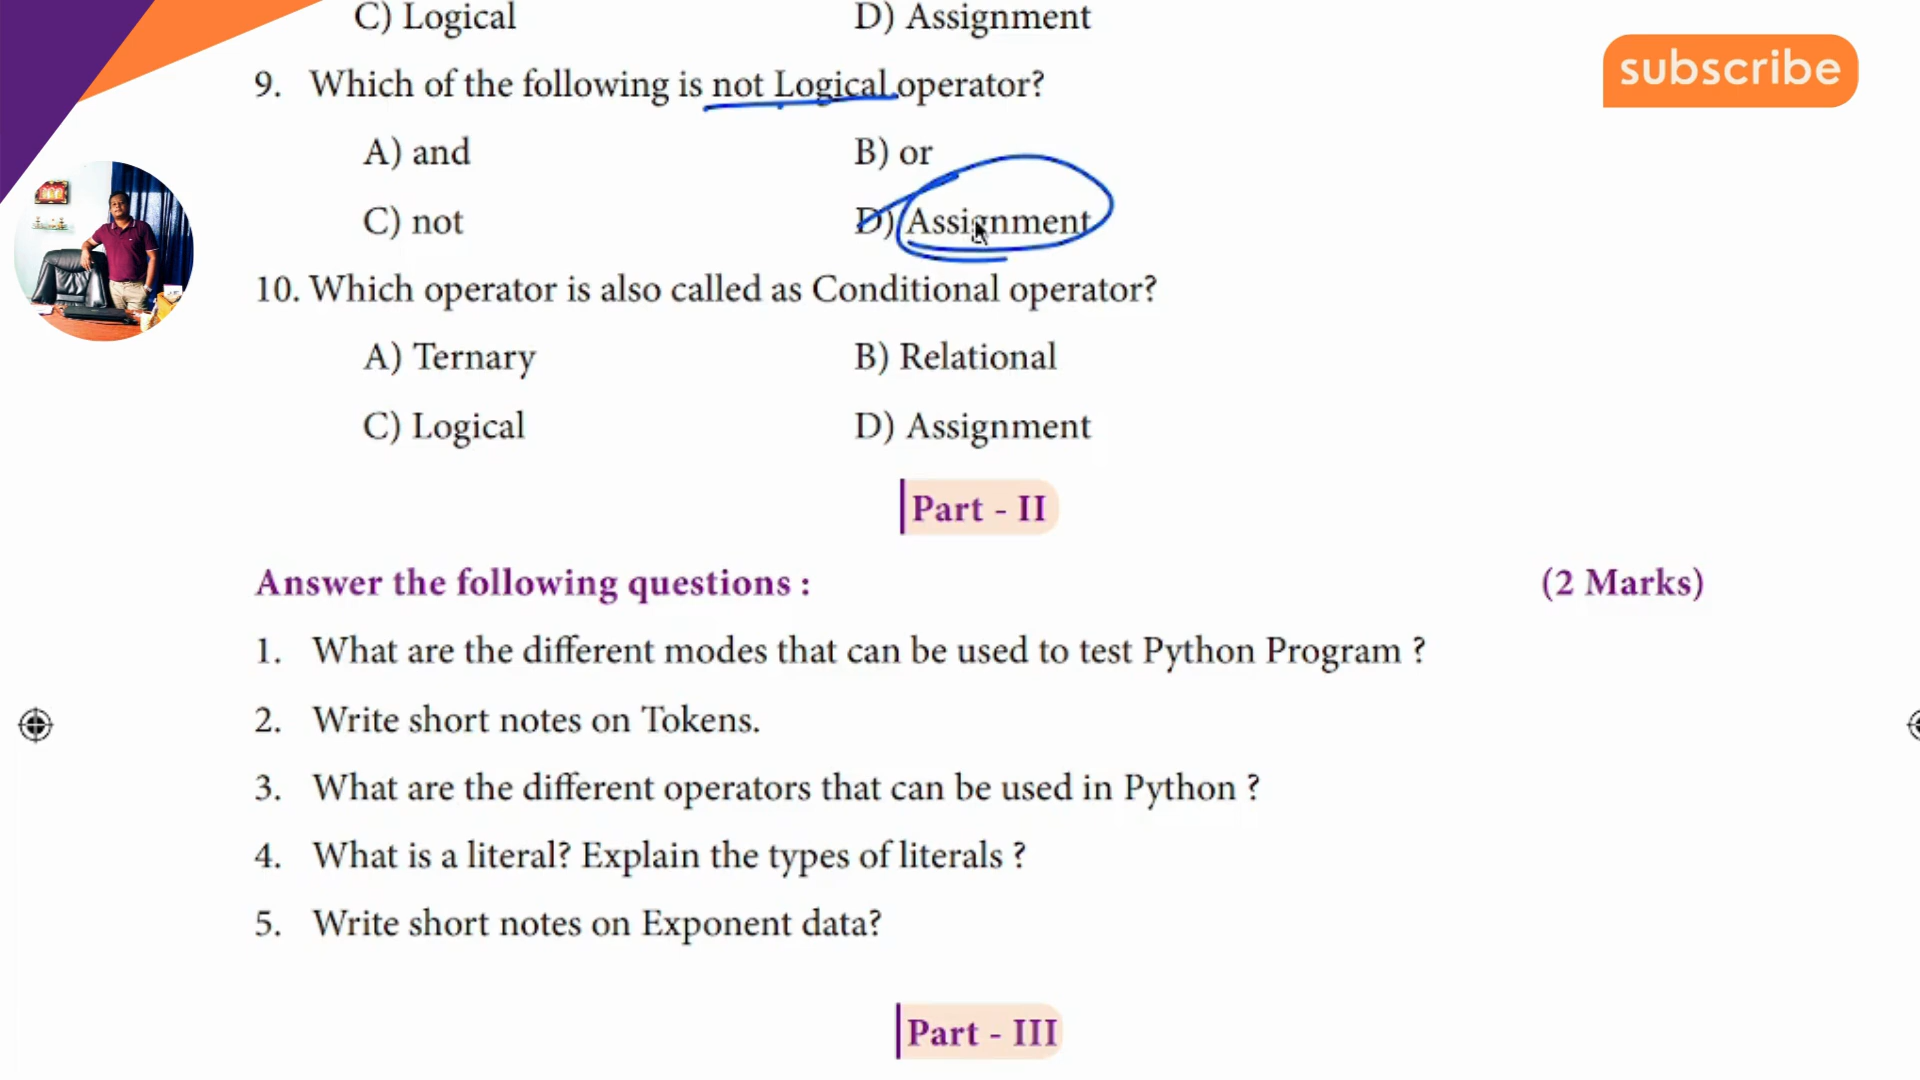 C) Logical D) Assignment
subscribe
9. Which of the following is not Logical operator?
A) and B) or
C) not D) Assignment
10. Which operator is also called as Conditional operator?
A) Ternary B) Relational
C) Logical D) Assignment
Part - II
Answer the following questions : (2 Marks)
1. What are the different modes that can be used to test Python Program ?
2. Write short notes on Tokens.
3. What are the different operators that can be used in Python ?
4. What is a literal? Explain the types of literals ?
5. Write short notes on Exponent data?
Part - III